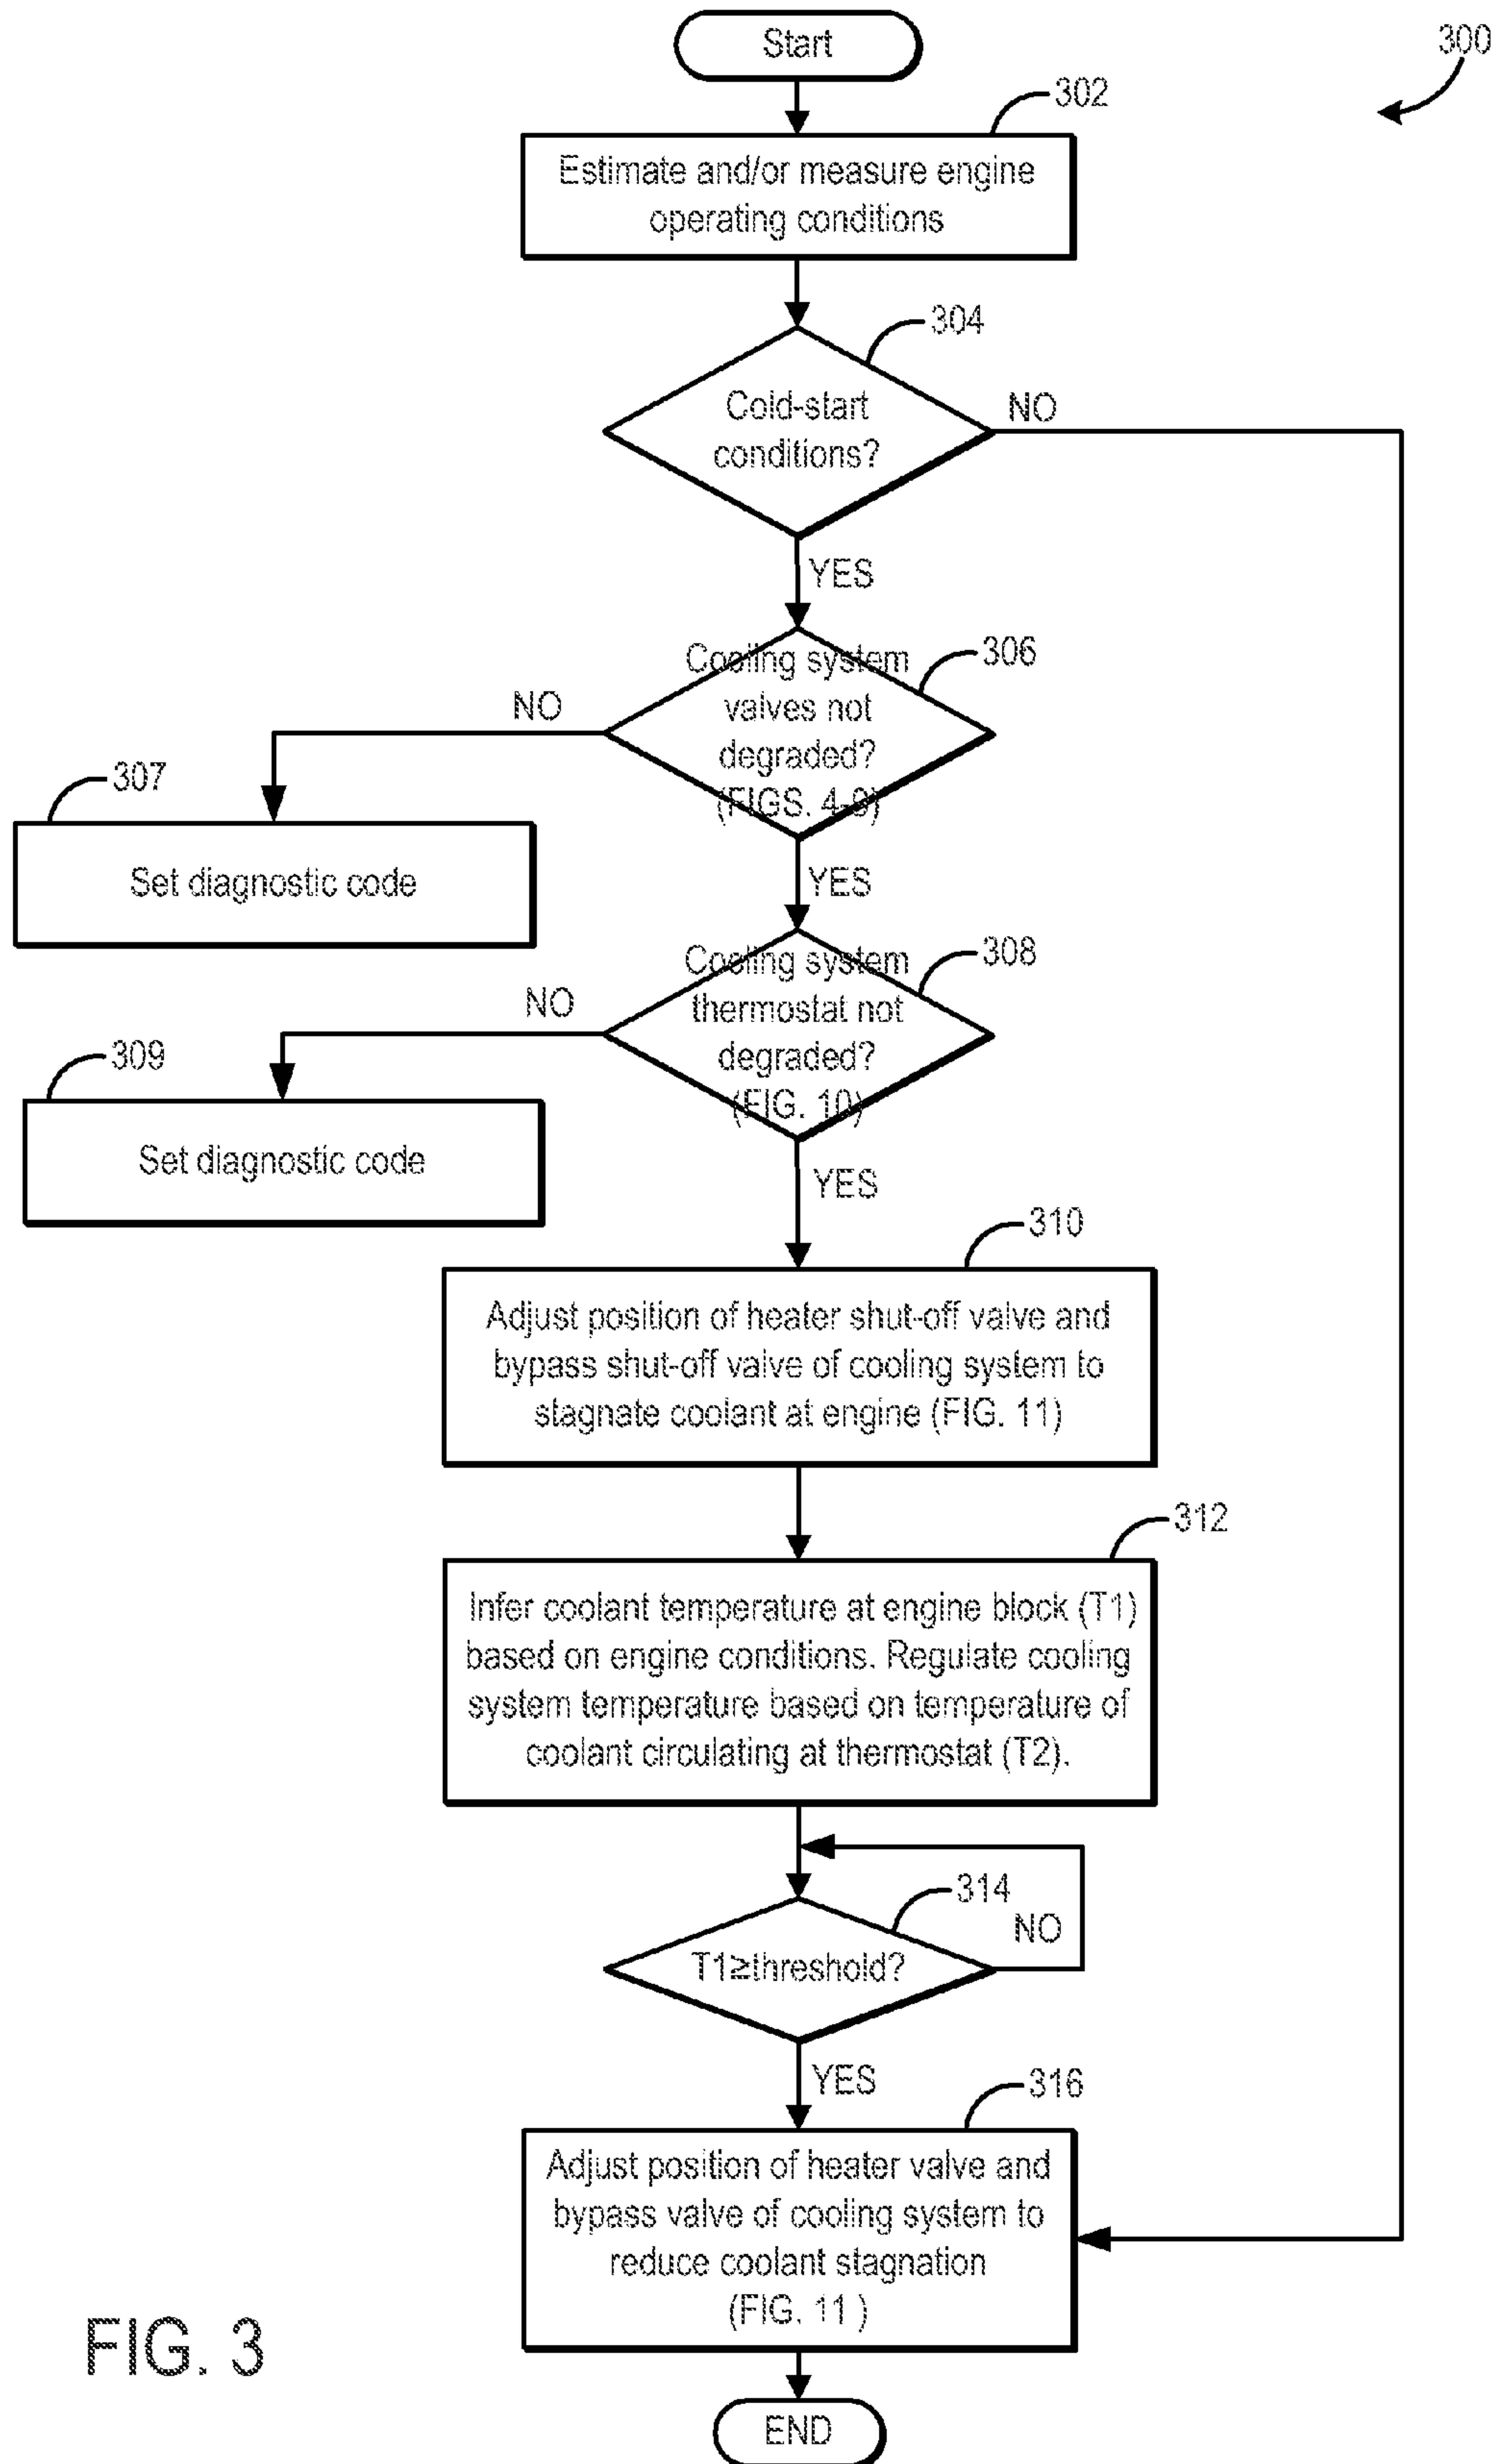 Start
300
302
Estimate and/or measure engine
operating conditions
304
Cold-start
conditions?
NO
YES
306
Cooling system
valves not
degraded?
(FIGS. 4-9)
NO
307
Set diagnostic code
YES
308
Cooling system
thermostat not
degraded?
(FIG. 10)
NO
309
Set diagnostic code
YES
310
Adjust position of heater shut-off valve and
bypass shut-off valve of cooling system to
stagnate coolant at engine (FIG. 11)
312
Infer coolant temperature at engine block (T1)
based on engine conditions. Regulate cooling
system temperature based on temperature of
coolant circulating at thermostat (T2).
314
NO
T1≥threshold?
YES
316
Adjust position of heater valve and
bypass valve of cooling system to
reduce coolant stagnation
(FIG. 11 )
FIG. 3
END